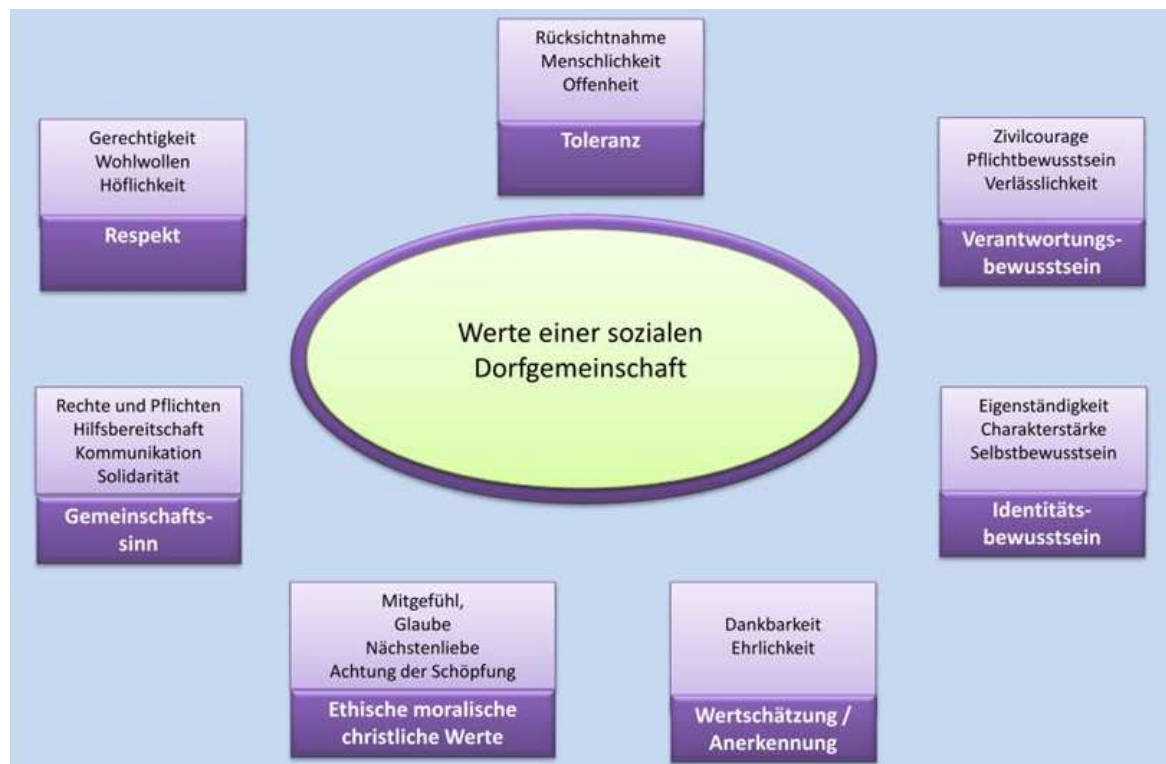 Rücksichtnahme
Menschlichkeit
Offenheit
Toleranz
Gerechtigkeit
Wohlwollen
Höflichkeit
Respekt
Zivilcourage
Pflichtbewusstsein
Verlässlichkeit
Verantwortungs-
bewusstsein
Werte einer sozialen
Dorfgemeinschaft
Rechte und Pflichten
Hilfsbereitschaft
Kommunikation
Solidarität
Gemeinschafts-
sinn
Eigenständigkeit
Charakterstärke
Selbstbewusstsein
Identitäts-
bewusstsein
Mitgefühl,
Glaube
Nächstenliebe
Achtung der Schöpfung
Ethische moralische
christliche Werte
Dankbarkeit
Ehrlichkeit
Wertschätzung /
Anerkennung